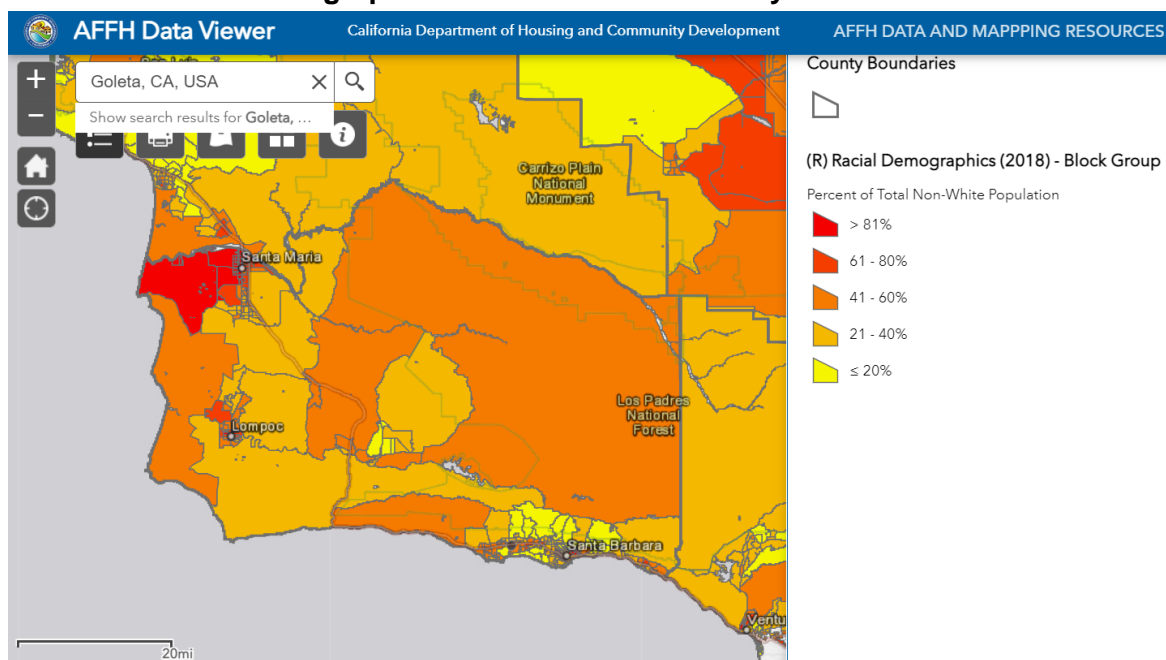 AFFH Data Viewer
California Department of Housing and Community Development
AFFH DATA AND MAPPPING RESOURCES
Goleta, CA, USA
Show search results for Goleta, ...
Carrizo Plain
National
Monument
Santa Maria
Los Padres
National
Forest
Lompoc
Santa Barbara
Ventu
20mi
County Boundaries
(R) Racial Demographics (2018) - Block Group
Percent of Total Non-White Population
> 81%
61 - 80%
41 - 60%
21 - 40%
≤ 20%